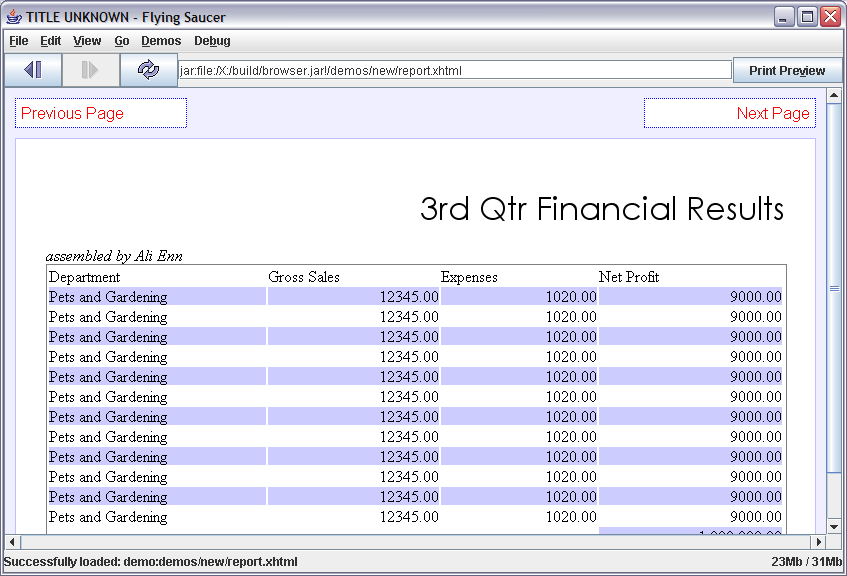 TITLE UNKNOWN - Flying Saucer
File Edit View Go Demos Debug
jar:file:/X:/build/browser.jar!/demos/new/report.xhtml Print Preview
Previous Page Next Page
3rd Qtr Financial Results
assembled by Ali Enn
Department Gross Sales Expenses Net Profit
Pets and Gardening 12345.00 1020.00 9000.00
Pets and Gardening 12345.00 1020.00 9000.00
Pets and Gardening 12345.00 1020.00 9000.00
Pets and Gardening 12345.00 1020.00 9000.00
Pets and Gardening 12345.00 1020.00 9000.00
Pets and Gardening 12345.00 1020.00 9000.00
Pets and Gardening 12345.00 1020.00 9000.00
Pets and Gardening 12345.00 1020.00 9000.00
Pets and Gardening 12345.00 1020.00 9000.00
Pets and Gardening 12345.00 1020.00 9000.00
Pets and Gardening 12345.00 1020.00 9000.00
Pets and Gardening 12345.00 1020.00 9000.00
Successfully loaded: demo:demos/new/report.xhtml 23Mb / 31Mb